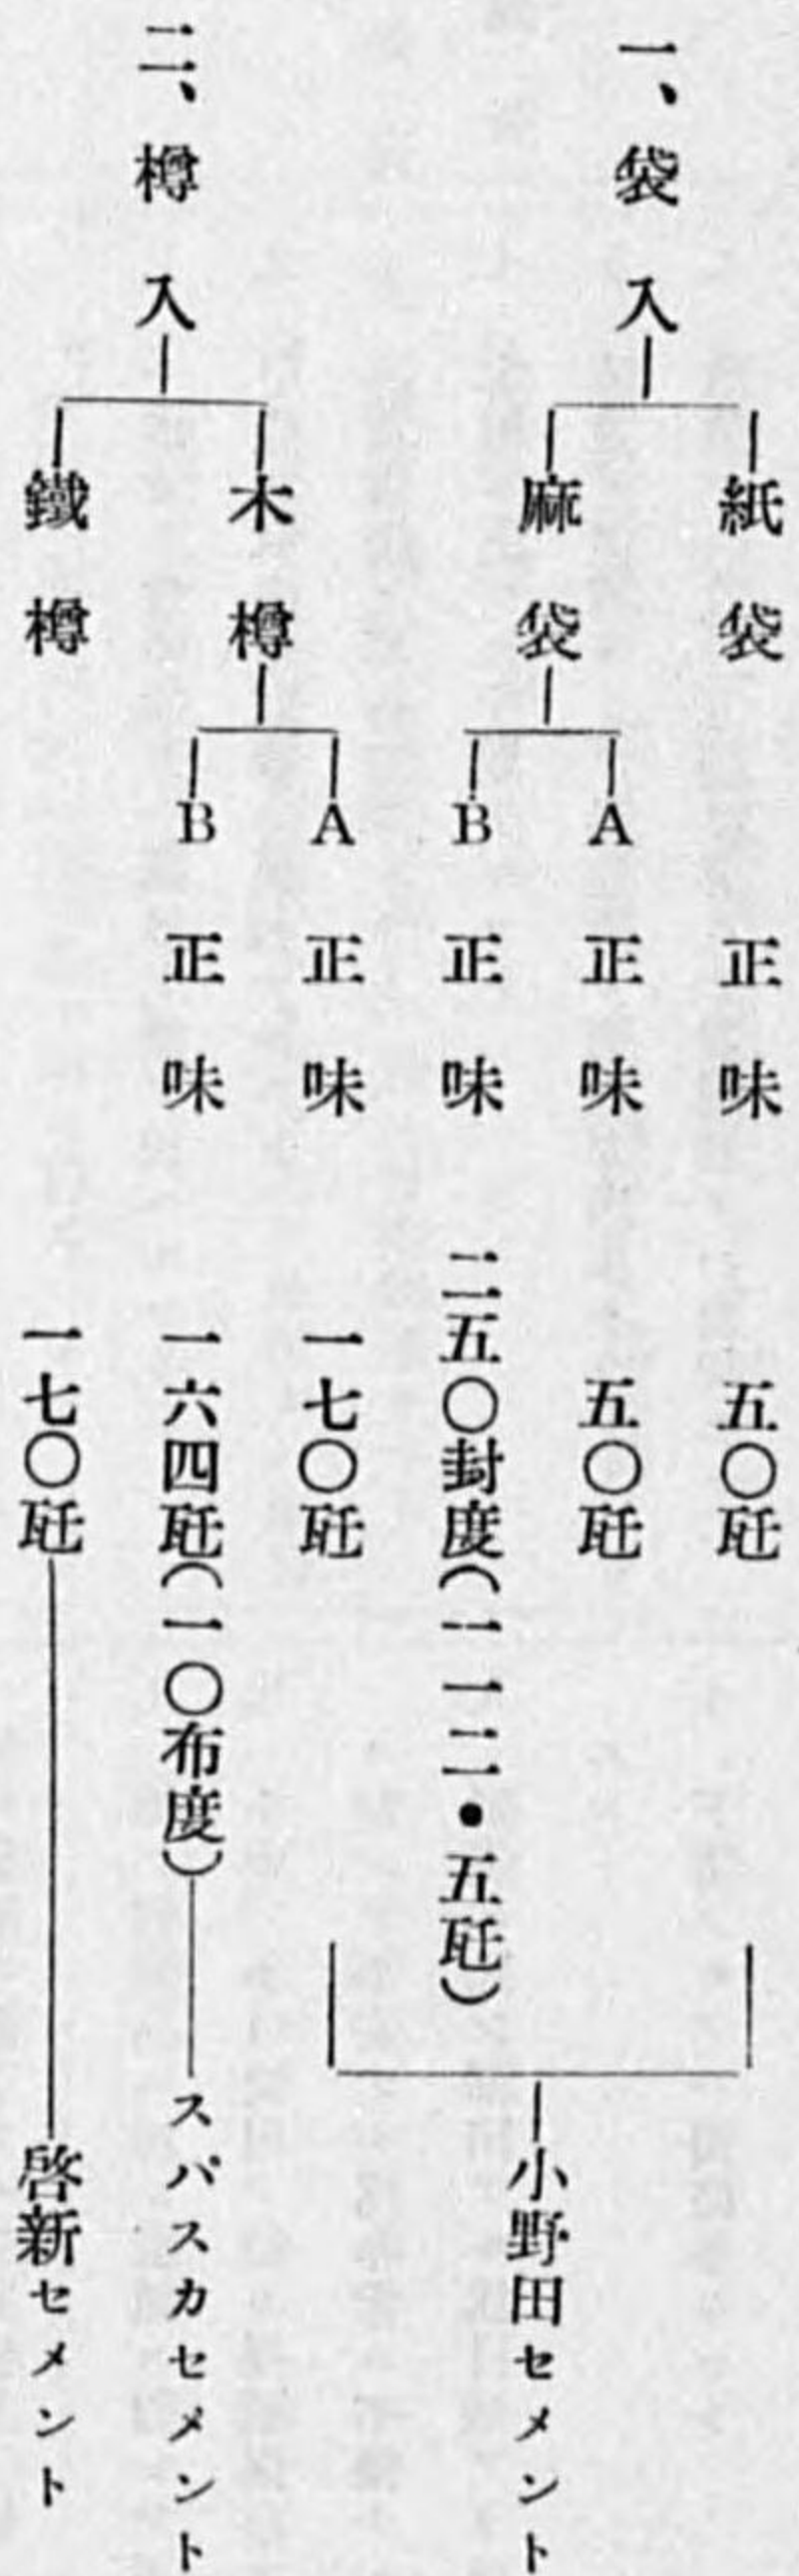 一、袋入
紙袋 正味 五〇瓩
麻袋
A 正味 五〇瓩
B 正味 二五〇封度(一一二・五瓩)
二、樽入
木樽
A 正味 一七〇瓩
小野田セメント
B 正味 一六四瓩(一〇布度)―スパスカセメント
鐵樽 一七〇瓩―啓新セメント